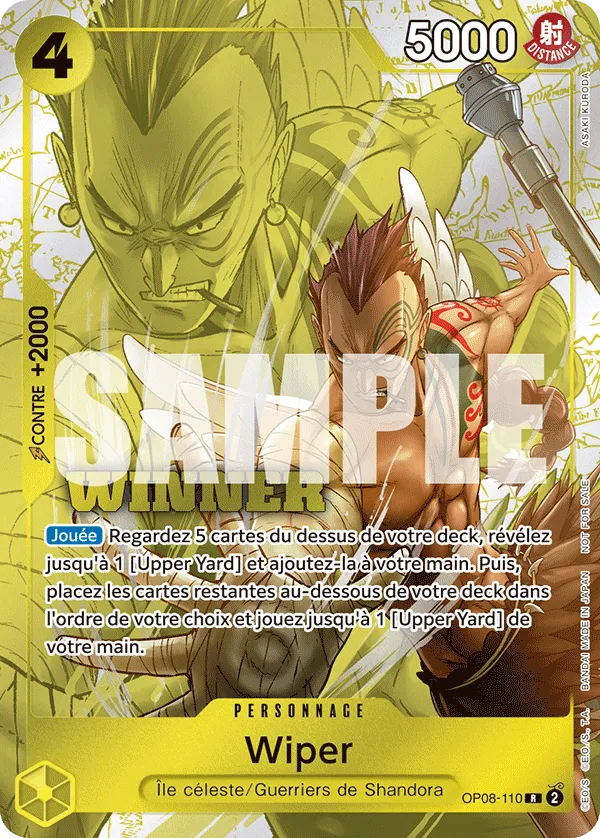 4
5000
射
DISTANCE
ASAKI KURODA
CONTRE +2000
SAMPLE
WINNER
Jouée Regardez 5 cartes du dessus de votre deck, révélez
jusqu'à 1 [Upper Yard] et ajoutez-la à votre main. Puis,
placez les cartes restantes au-dessous de votre deck dans
l'ordre de votre choix et jouez jusqu'à 1 [Upper Yard] de
votre main.
NOT FOR SALE
BANDAI MADE IN JAPAN
©E.O/S ©E.O./S. T.A.
PERSONNAGE
Wiper
Île céleste/Guerriers de Shandora
OP08-110 R 2